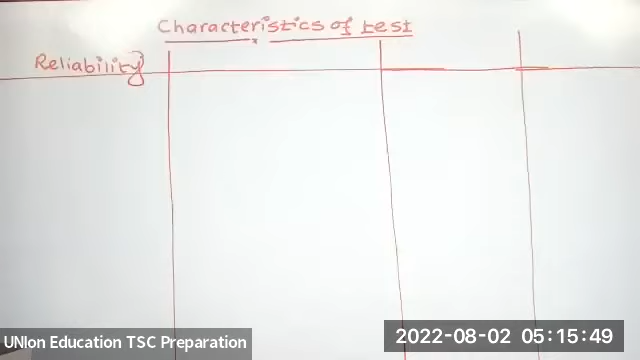 Characteristics of test
Reliability
UNIon Education TSC Preparation
2022-08-02 05:15:49